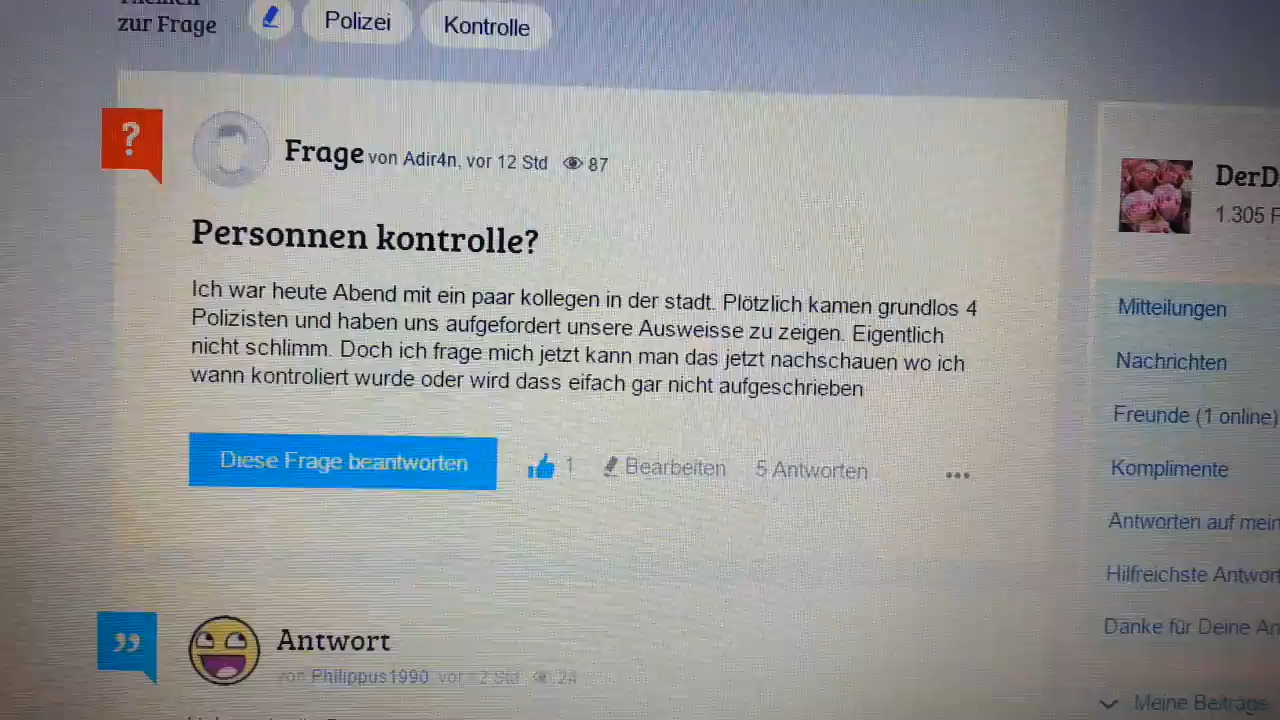 zur Frage
Polizei
Kontrolle
?
Frage von Adir4n, vor 12 Std 87
Personnen kontrolle?
Ich war heute Abend mit ein paar kollegen in der stadt. Plötzlich kamen grundlos 4
Polizisten und haben uns aufgefordert unsere Ausweisse zu zeigen. Eigentlich
nicht schlimm. Doch ich frage mich jetzt kann man das jetzt nachschauen wo ich
wann kontroliert wurde oder wird dass eifach gar nicht aufgeschrieben
Diese Frage beantworten
1
Bearbeiten
5 Antworten
...
Antwort
von Philippus1990 vor Std 24
DerD
1.305 F
Mitteilungen
Nachrichten
Freunde (1 online)
Komplimente
Antworten auf mein
Hilfreichste Antwor
Danke für Deine An
Meine Beiträge